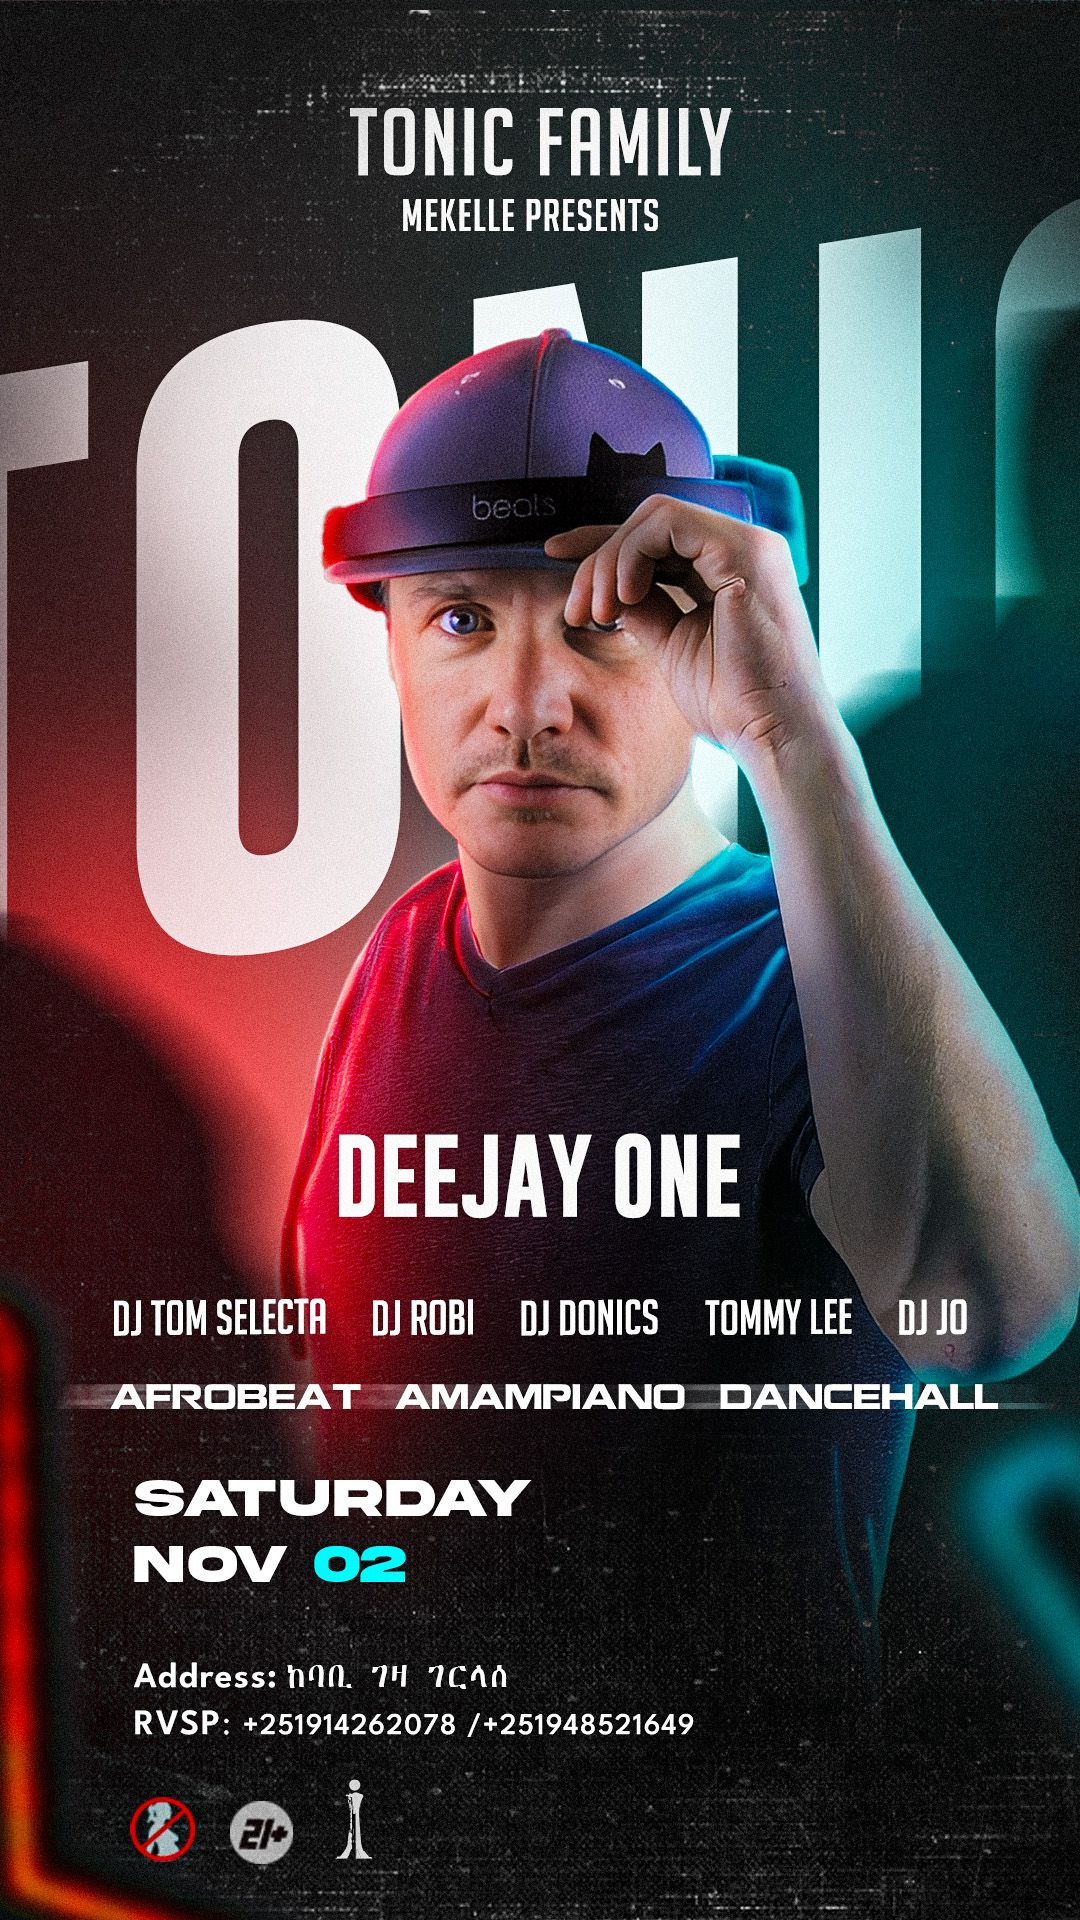 TONIC FAMILY
MEKELLE PRESENTS
TONIC
beats
DEEJAY ONE
DJ TOM SELECTA DJ ROBI DJ DONICS TOMMY LEE DJ JO
AFROBEAT AMAMPIANO DANCEHALL
SATURDAY
NOV 02
Address: ከባቢ ገዛ ገርላሰ
RVSP: +251914262078 /+251948521649
21+